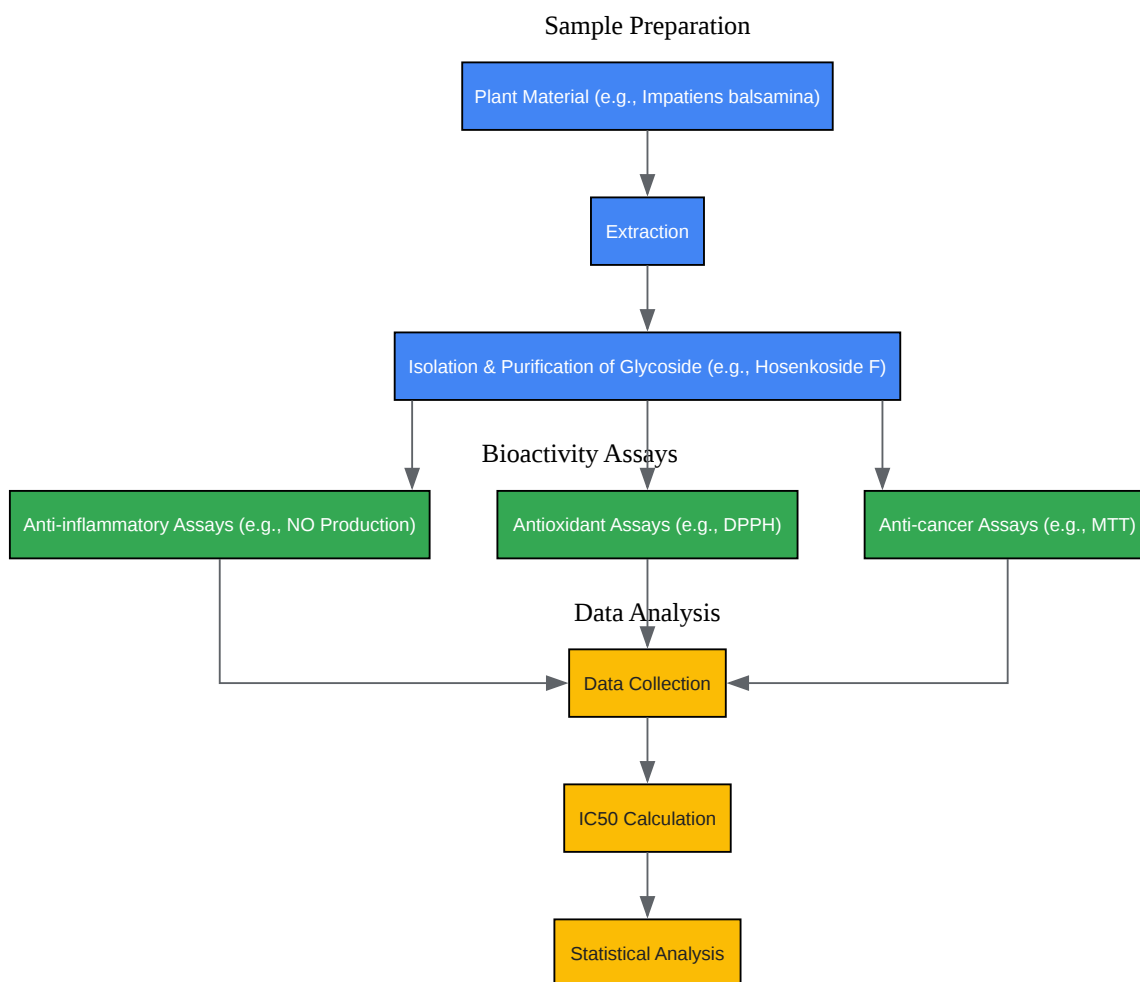 Sample Preparation
Plant Material (e.g., Impatiens balsamina)
Extraction
Isolation & Purification of Glycoside (e.g., Hosenkoside F)
Bioactivity Assays
Anti-inflammatory Assays (e.g., NO Production)
Antioxidant Assays (e.g., DPPH)
Anti-cancer Assays (e.g., MTT)
Data Analysis
Data Collection
IC50 Calculation
Statistical Analysis